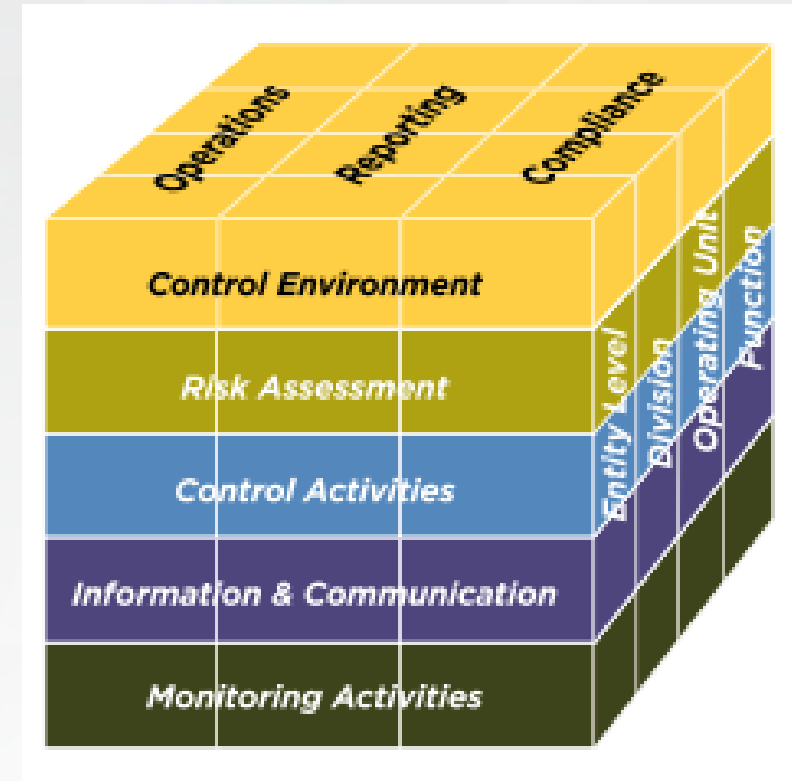 Operations
Reporting
Compliance
Control Environment
Risk Assessment
Control Activities
Information & Communication
Monitoring Activities
Entity Level
Division
Operating Unit
Function